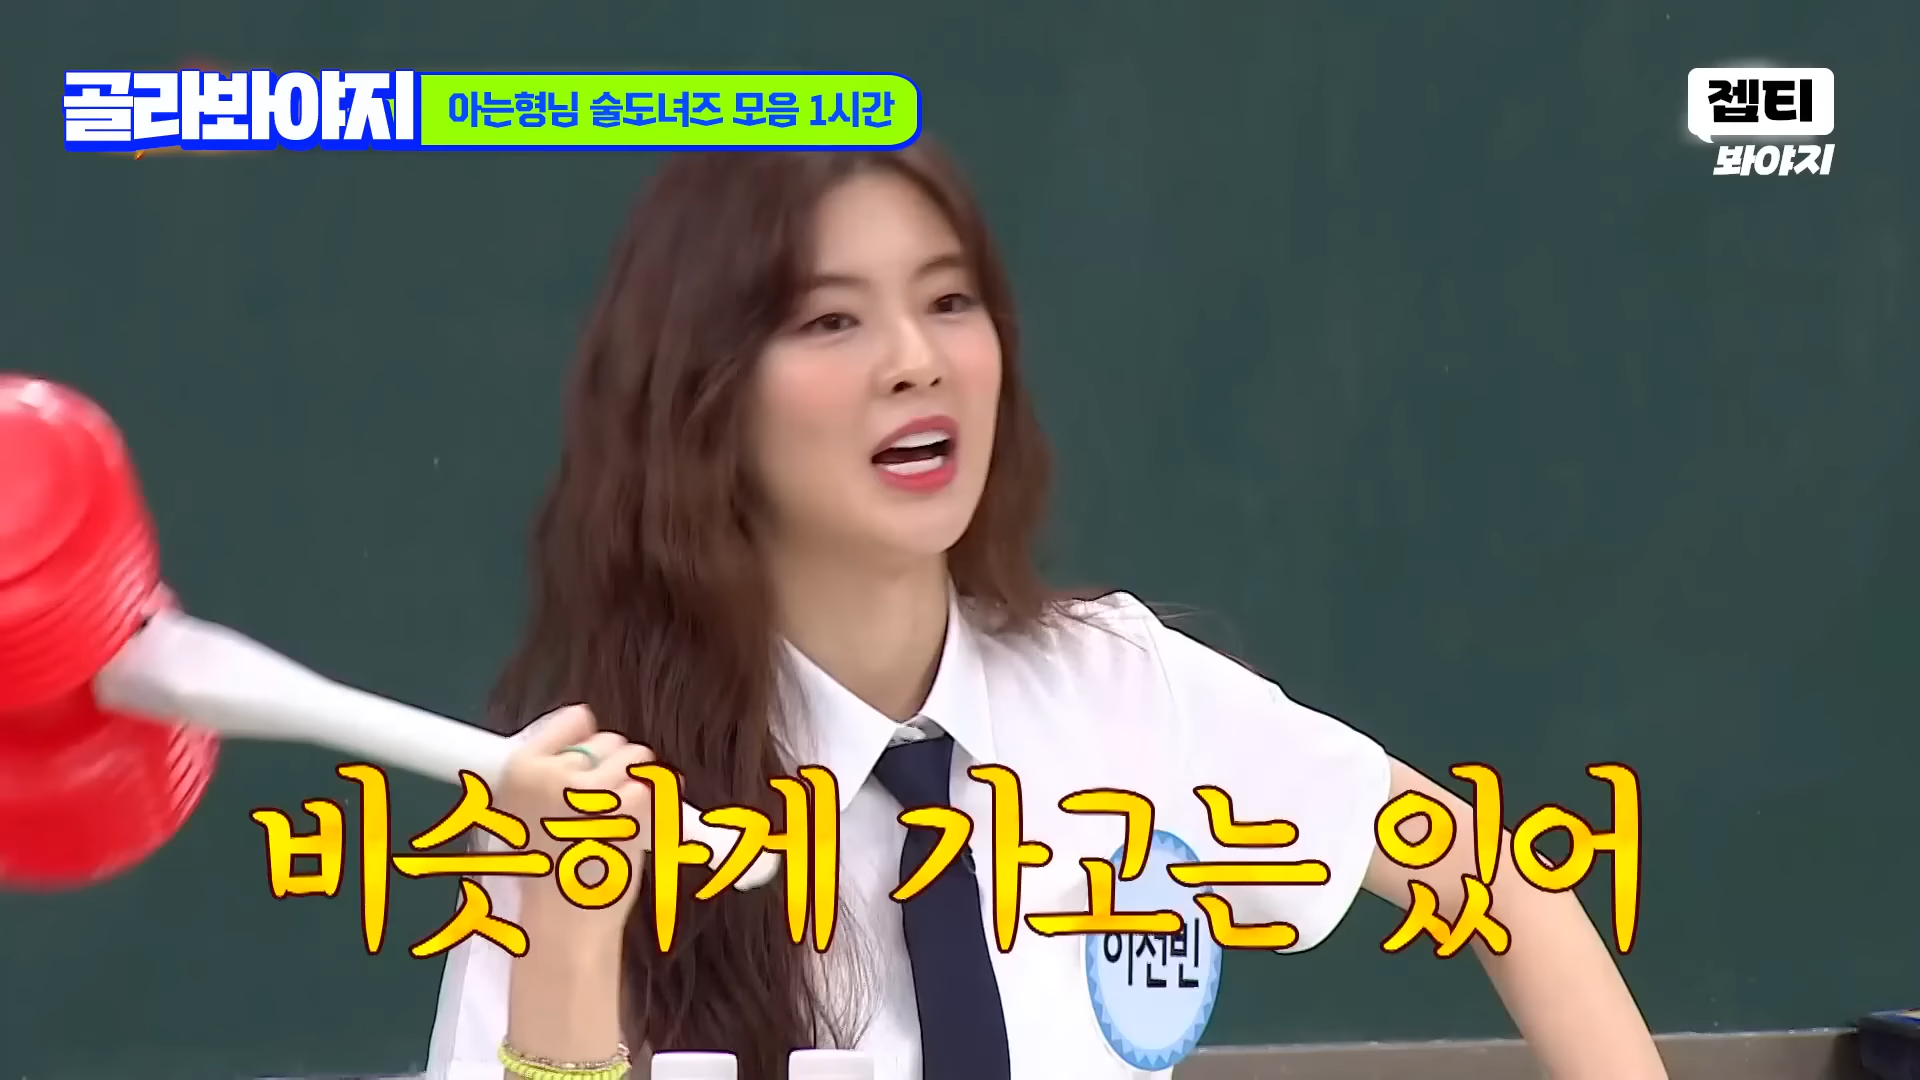 골라봐야지
아는형님 술도녀즈 모음 1시간
젭티
봐야지
비슷하게 가고는 있어
이선빈